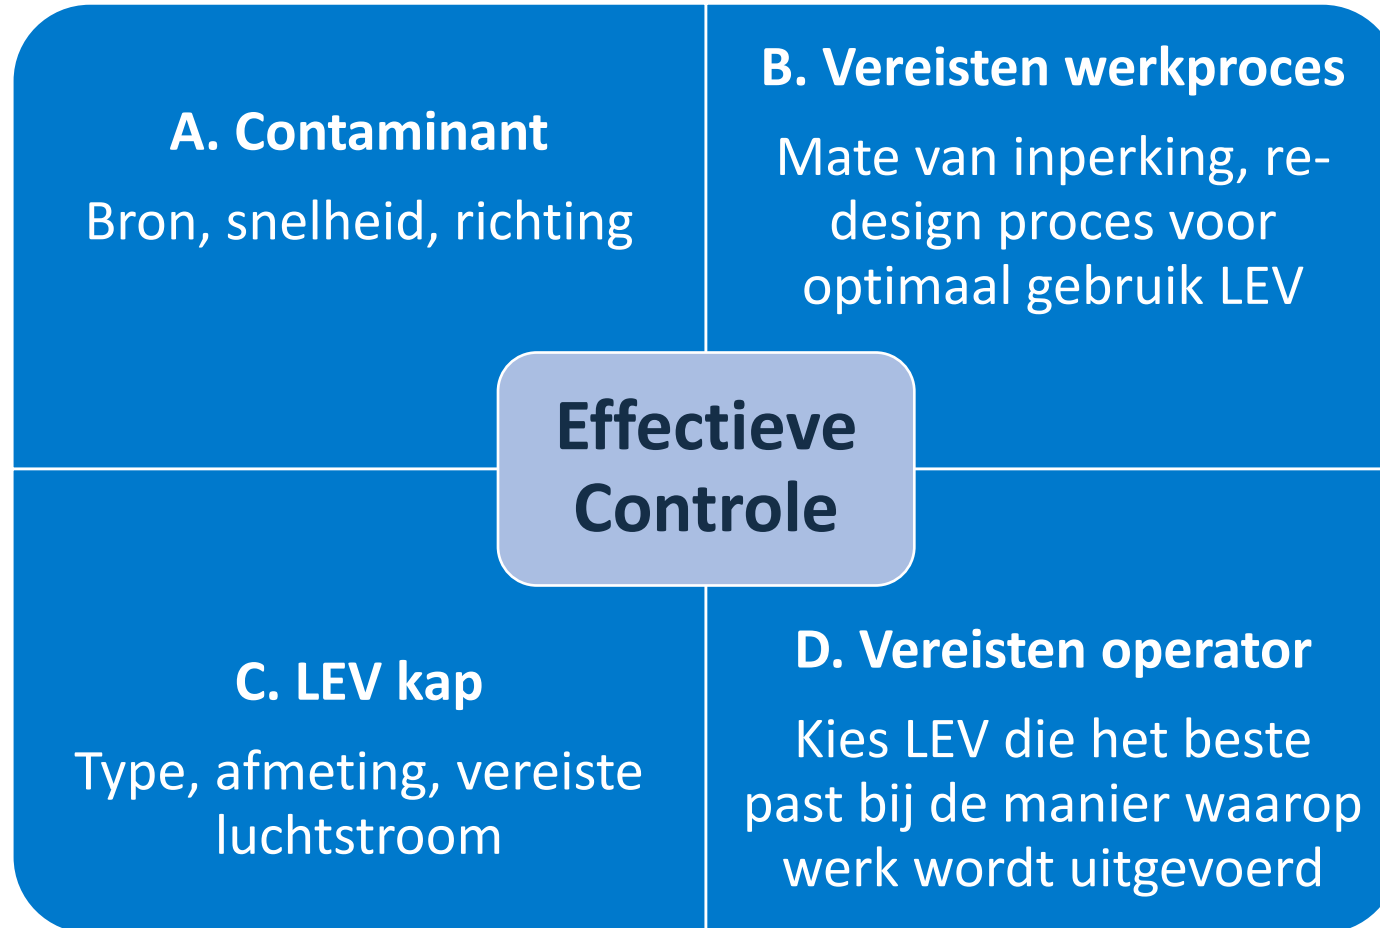 A. Contaminant
Bron, snelheid, richting
B. Vereisten werkproces
Mate van inperking, re-
design proces voor
optimaal gebruik LEV
Effectieve
Controle
C. LEV kap
Type, afmeting, vereiste
luchtstroom
D. Vereisten operator
Kies LEV die het beste
past bij de manier waarop
werk wordt uitgevoerd